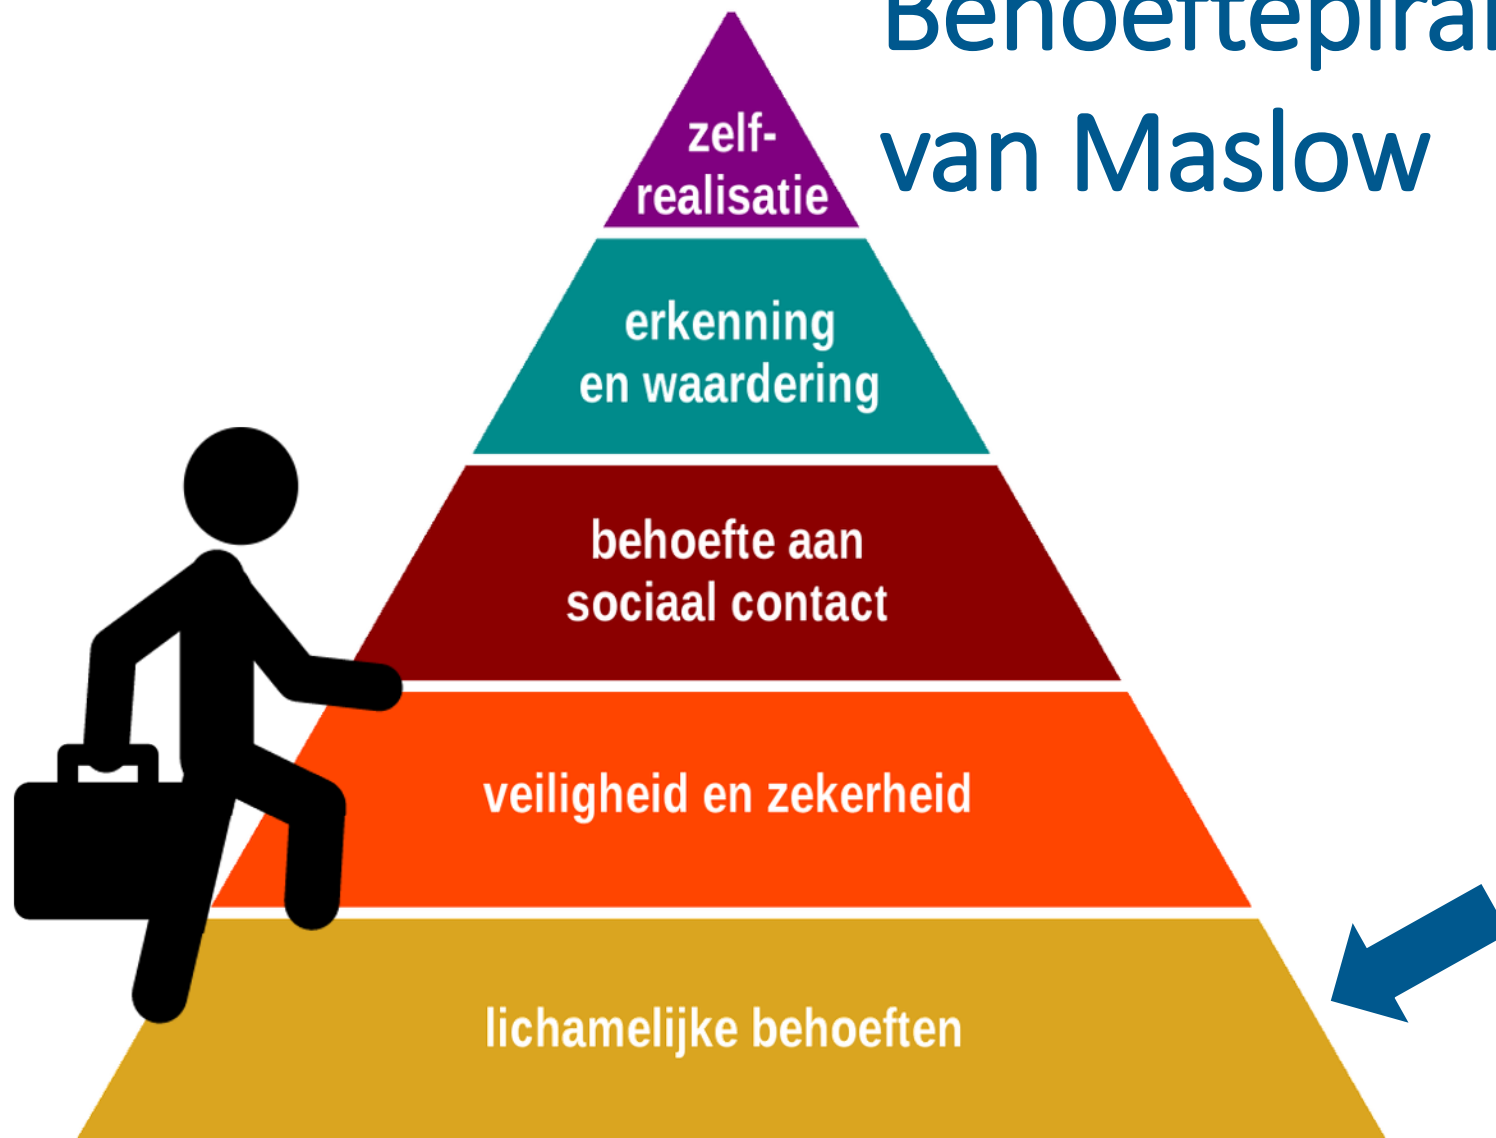 van Maslow
zelf-
realisatie
erkenning
en waardering
behoefte aan
sociaal contact
veiligheid en zekerheid
lichamelijke behoeften